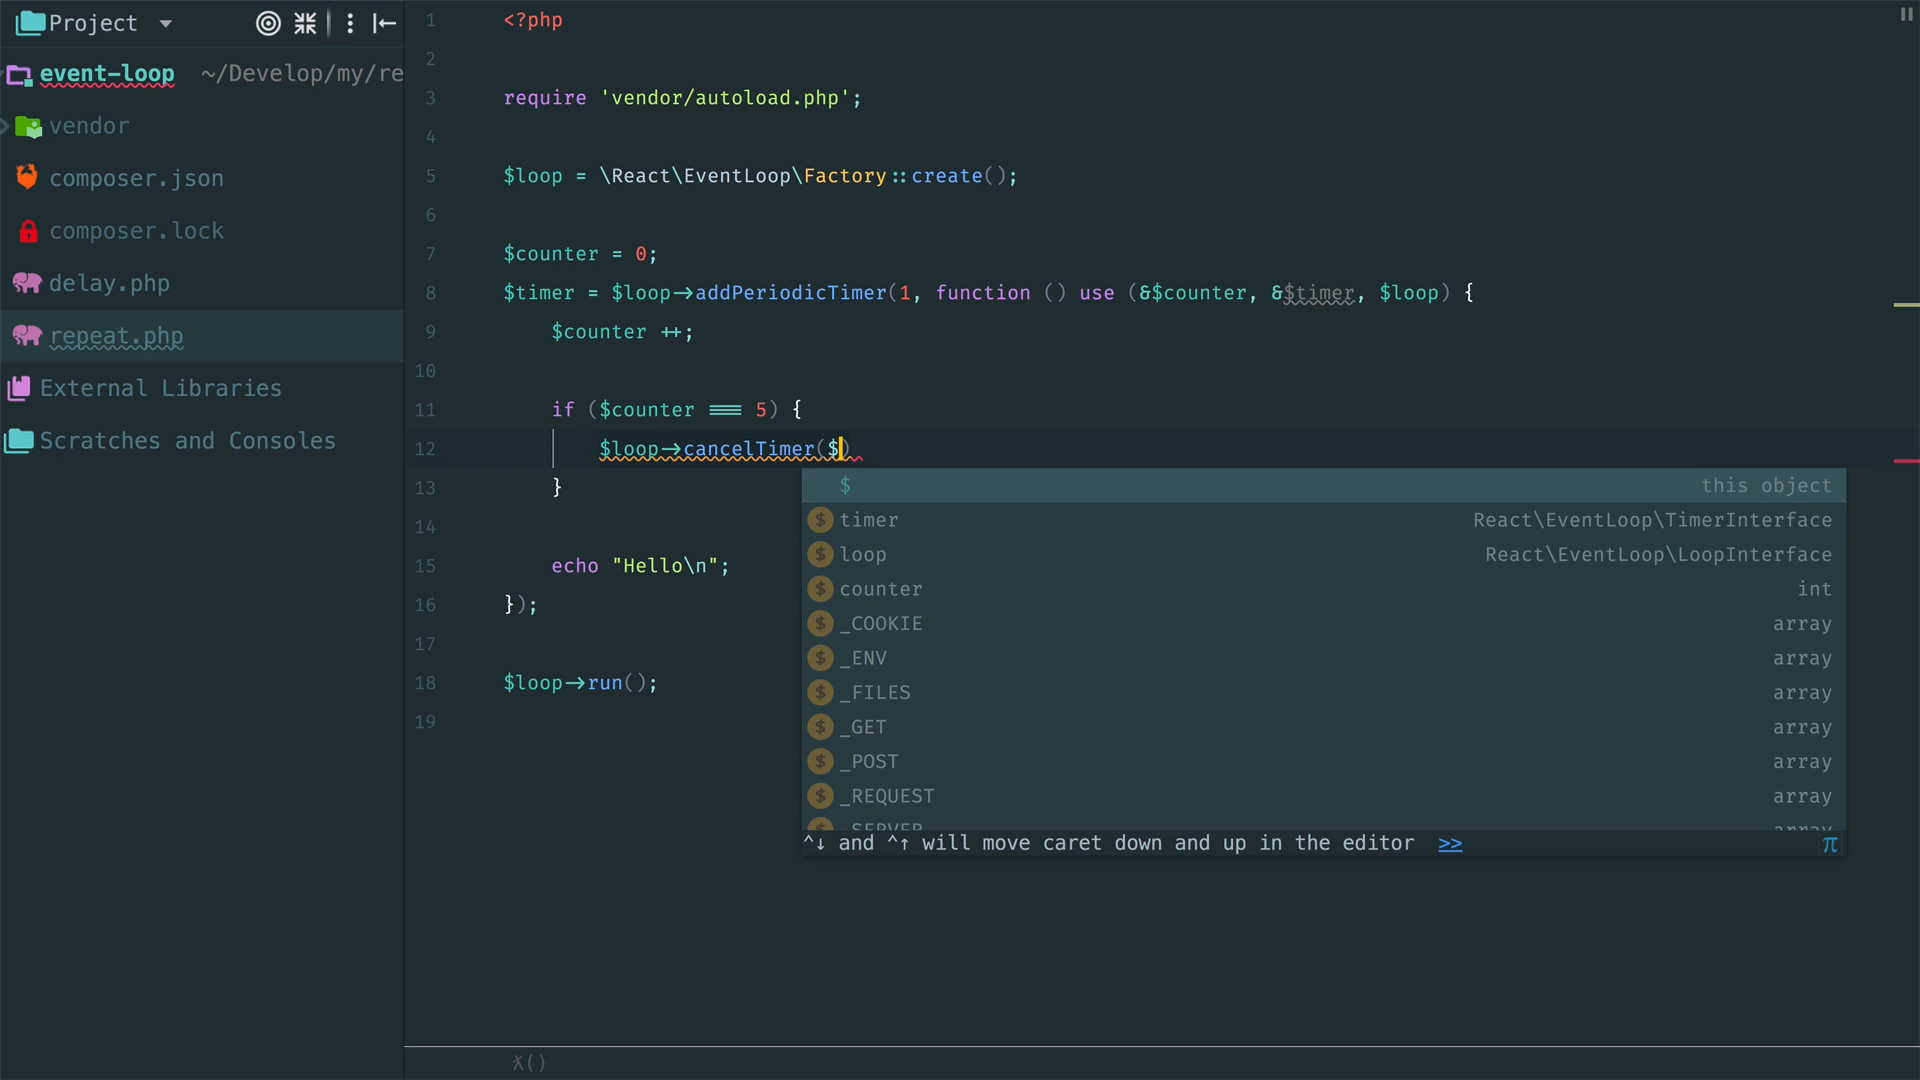 Project
event-loop ~/Develop/my/re
vendor
composer.json
composer.lock
delay.php
repeat.php
External Libraries
Scratches and Consoles
1 <?php
2
3 require 'vendor/autoload.php';
4
5 $loop = \React\EventLoop\Factory::create();
6
7 $counter = 0;
8 $timer = $loop->addPeriodicTimer(1, function () use (&$counter, &$timer, $loop) {
9 $counter ++;
10
11 if ($counter === 5) {
12 $loop->cancelTimer($)
13 }
14
15 echo "Hello\n";
16 });
17
18 $loop->run();
19
$ this object
$ timer React\EventLoop\TimerInterface
$ loop React\EventLoop\LoopInterface
$ counter int
$ _COOKIE array
$ _ENV array
$ _FILES array
$ _GET array
$ _POST array
$ _REQUEST array
$ _SERVER array
^↓ and ^↑ will move caret down and up in the editor >> π
λ()